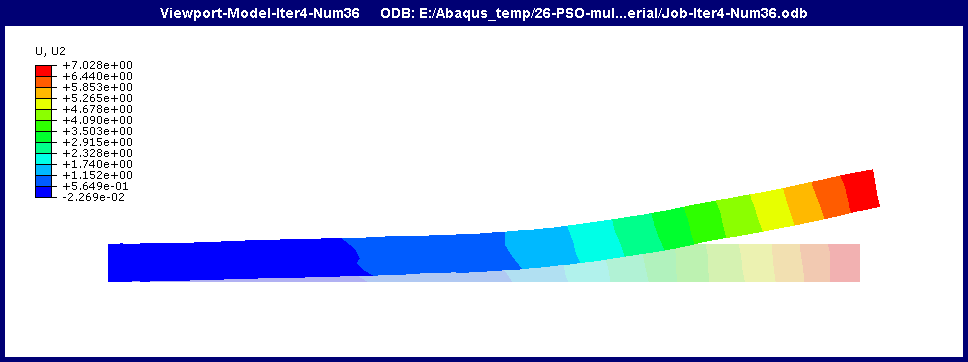 Viewport-Model-Iter4-Num36 ODB: E:/Abaqus_temp/26-PSO-mul...erial/Job-Iter4-Num36.odb
U, U2
+7.028e+00
+6.440e+00
+5.853e+00
+5.265e+00
+4.678e+00
+4.090e+00
+3.503e+00
+2.915e+00
+2.328e+00
+1.740e+00
+1.152e+00
+5.649e-01
-2.269e-02